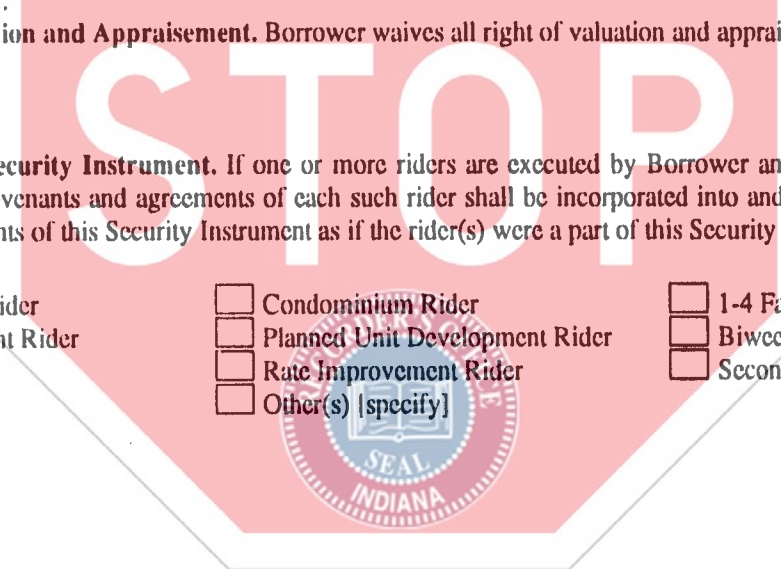 ion and Appraisement. Borrower waives all right of valuation and apprai
STOP
ecurity Instrument. If one or more riders are executed by Borrower an
venants and agreements of each such rider shall be incorporated into and
nts of this Security Instrument as if the rider(s) were a part of this Security
ider Condominium Rider 1-4 Fa
nt Rider Planned Unit Development Rider Biwee
Rate Improvement Rider Secon
Other(s) [specify]
RECORDER'S OFFICE
SEAL
INDIANA